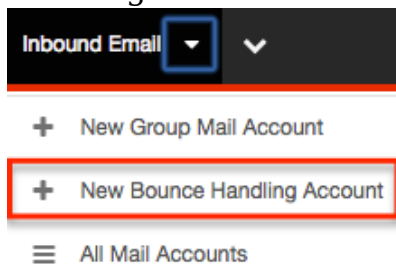 Inbound Email
New Group Mail Account
New Bounce Handling Account
All Mail Accounts